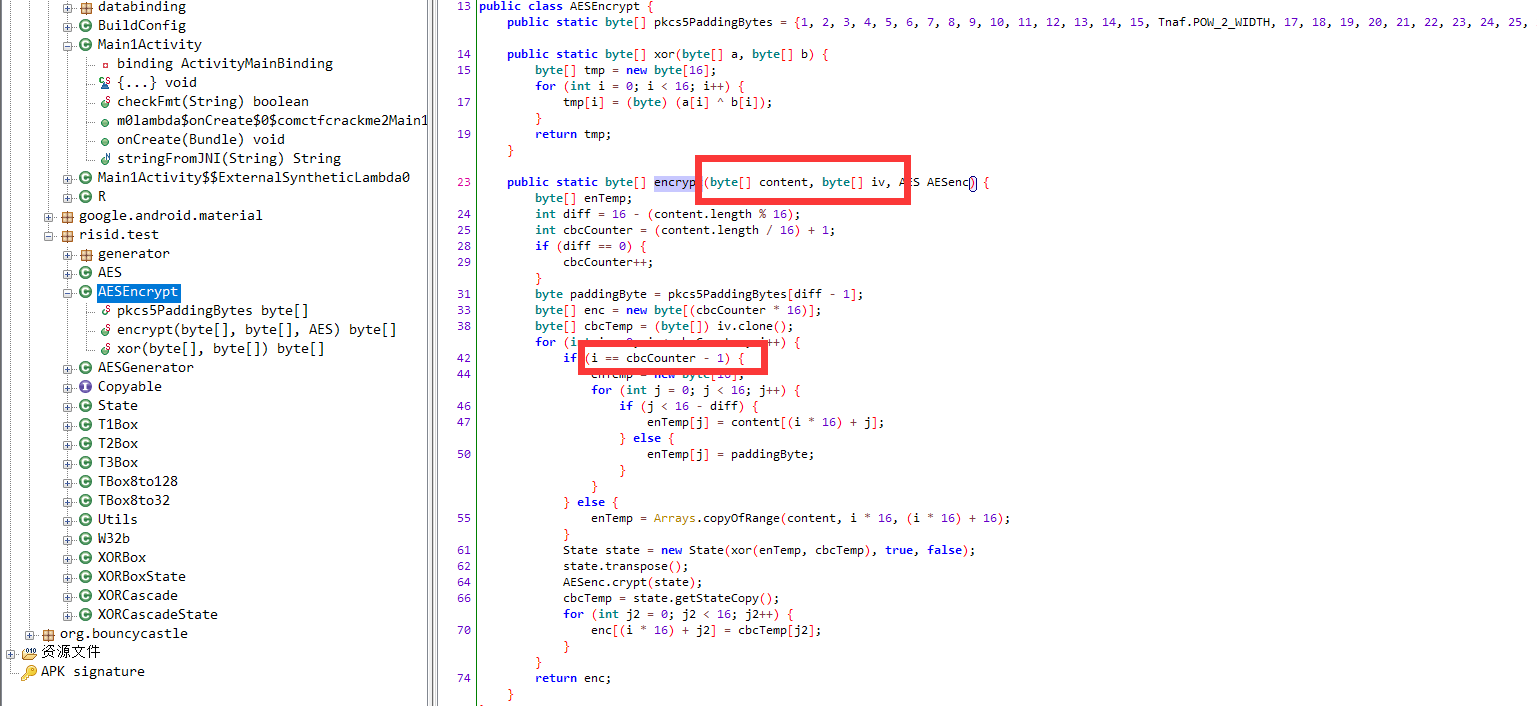 databinding
BuildConfig
Main1Activity
binding ActivityMainBinding
{...} void
checkFmt(String) boolean
m0lambda$onCreate$0$comctfcrackme2Main1
onCreate(Bundle) void
stringFromJNI(String) String
Main1Activity$$ExternalSyntheticLambda0
R
google.android.material
risid.test
generator
AES
AESEncrypt
pkcs5PaddingBytes byte[]
encrypt(byte[], byte[], AES) byte[]
xor(byte[], byte[]) byte[]
AESGenerator
Copyable
State
T1Box
T2Box
T3Box
TBox8to128
TBox8to32
Utils
W32b
XORBox
XORBoxState
XORCascade
XORCascadeState
org.bouncycastle
资源文件
APK signature
13 public class AESEncrypt {
public static byte[] pkcs5PaddingBytes = {1, 2, 3, 4, 5, 6, 7, 8, 9, 10, 11, 12, 13, 14, 15, Tnaf.POW_2_WIDTH, 17, 18, 19, 20, 21, 22, 23, 24, 25,
14 public static byte[] xor(byte[] a, byte[] b) {
15 byte[] tmp = new byte[16];
for (int i = 0; i < 16; i++) {
17 tmp[i] = (byte) (a[i] ^ b[i]);
}
19 return tmp;
}
23 public static byte[] encryp (byte[] content, byte[] iv, AES AESenc) {
byte[] enTemp;
24 int diff = 16 - (content.length % 16);
25 int cbcCounter = (content.length / 16) + 1;
28 if (diff == 0) {
29 cbcCounter++;
}
31 byte paddingByte = pkcs5PaddingBytes[diff - 1];
33 byte[] enc = new byte[(cbcCounter * 16)];
38 byte[] cbcTemp = (byte[]) iv.clone();
for (i
++) {
42 if (i == cbcCounter - 1) {
44 enTemp = new byte[16];
for (int j = 0; j < 16; j++) {
46 if (j < 16 - diff) {
47 enTemp[j] = content[(i * 16) + j];
} else {
50 enTemp[j] = paddingByte;
}
}
} else {
55 enTemp = Arrays.copyOfRange(content, i * 16, (i * 16) + 16);
}
61 State state = new State(xor(enTemp, cbcTemp), true, false);
62 state.transpose();
64 AESenc.crypt(state);
66 cbcTemp = state.getStateCopy();
for (int j2 = 0; j2 < 16; j2++) {
70 enc[(i * 16) + j2] = cbcTemp[j2];
}
}
74 return enc;
}